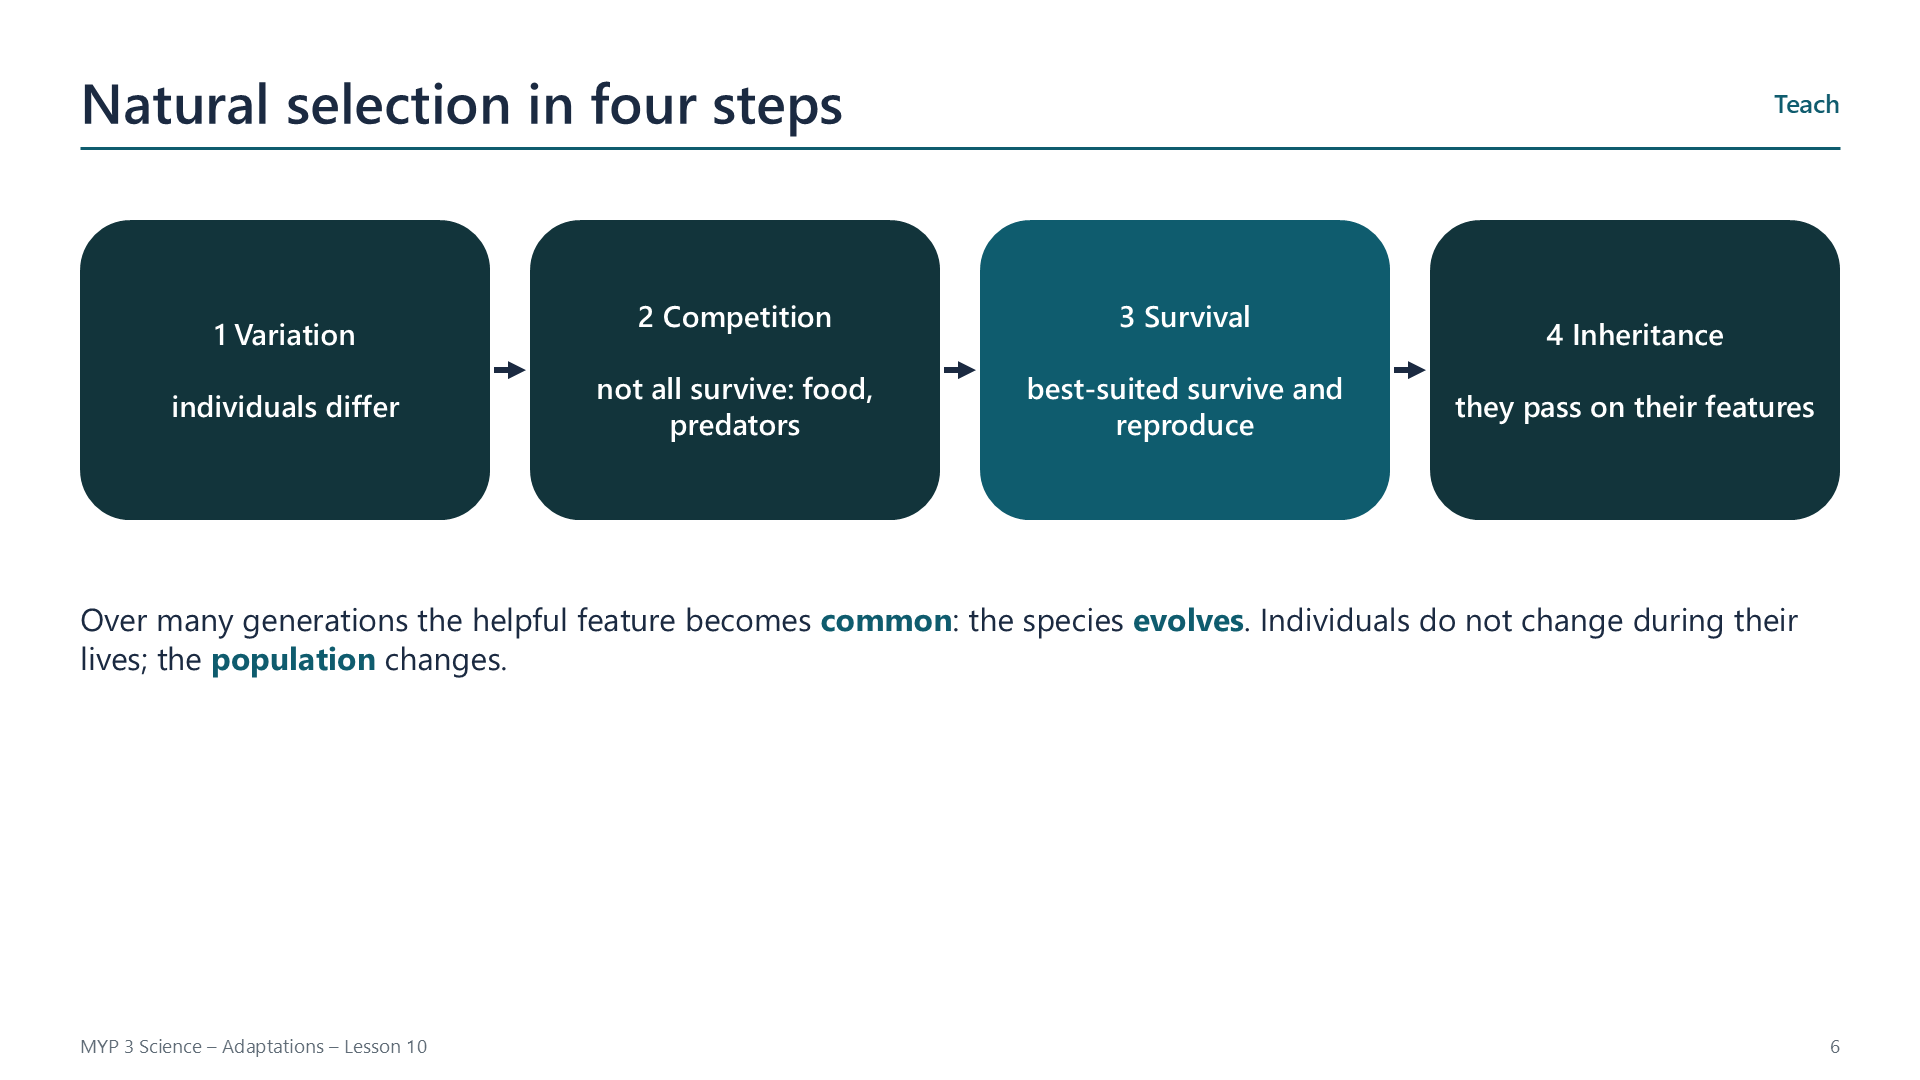 Natural selection in four steps
Teach
1 Variation
individuals differ
2 Competition
not all survive: food,
predators
3 Survival
best-suited survive and
reproduce
4 Inheritance
they pass on their features
Over many generations the helpful feature becomes common: the species evolves. Individuals do not change during their
lives; the population changes.
MYP 3 Science – Adaptations – Lesson 10
6